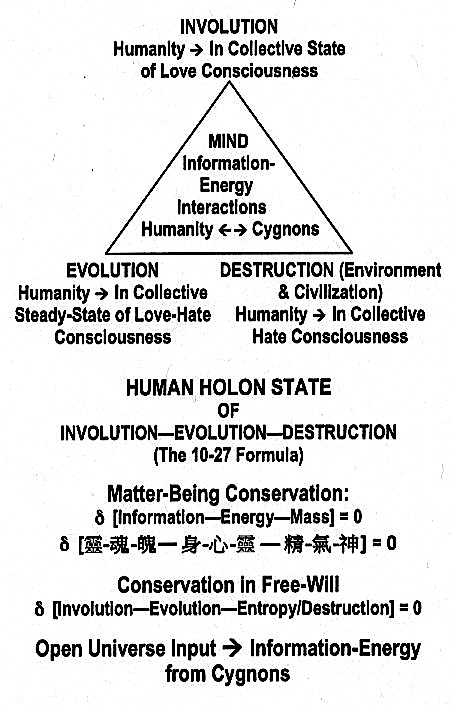 INVOLUTION
Humanity → In Collective State
of Love Consciousness
MIND
Information-
Energy
Interactions
Humanity ←→ Cygnons
EVOLUTION
Humanity → In Collective
Steady-State of Love-Hate
Consciousness
DESTRUCTION (Environment
& Civilization)
Humanity → In Collective
Hate Consciousness
HUMAN HOLON STATE
OF
INVOLUTION—EVOLUTION—DESTRUCTION
(The 10-27 Formula)
Matter-Being Conservation:
δ [Information—Energy—Mass] = 0
δ [靈-魂-魄—身-心-靈—精-氣-神] = 0
Conservation in Free-Will
δ [Involution—Evolution—Entropy/Destruction] = 0
Open Universe Input → Information-Energy
from Cygnons